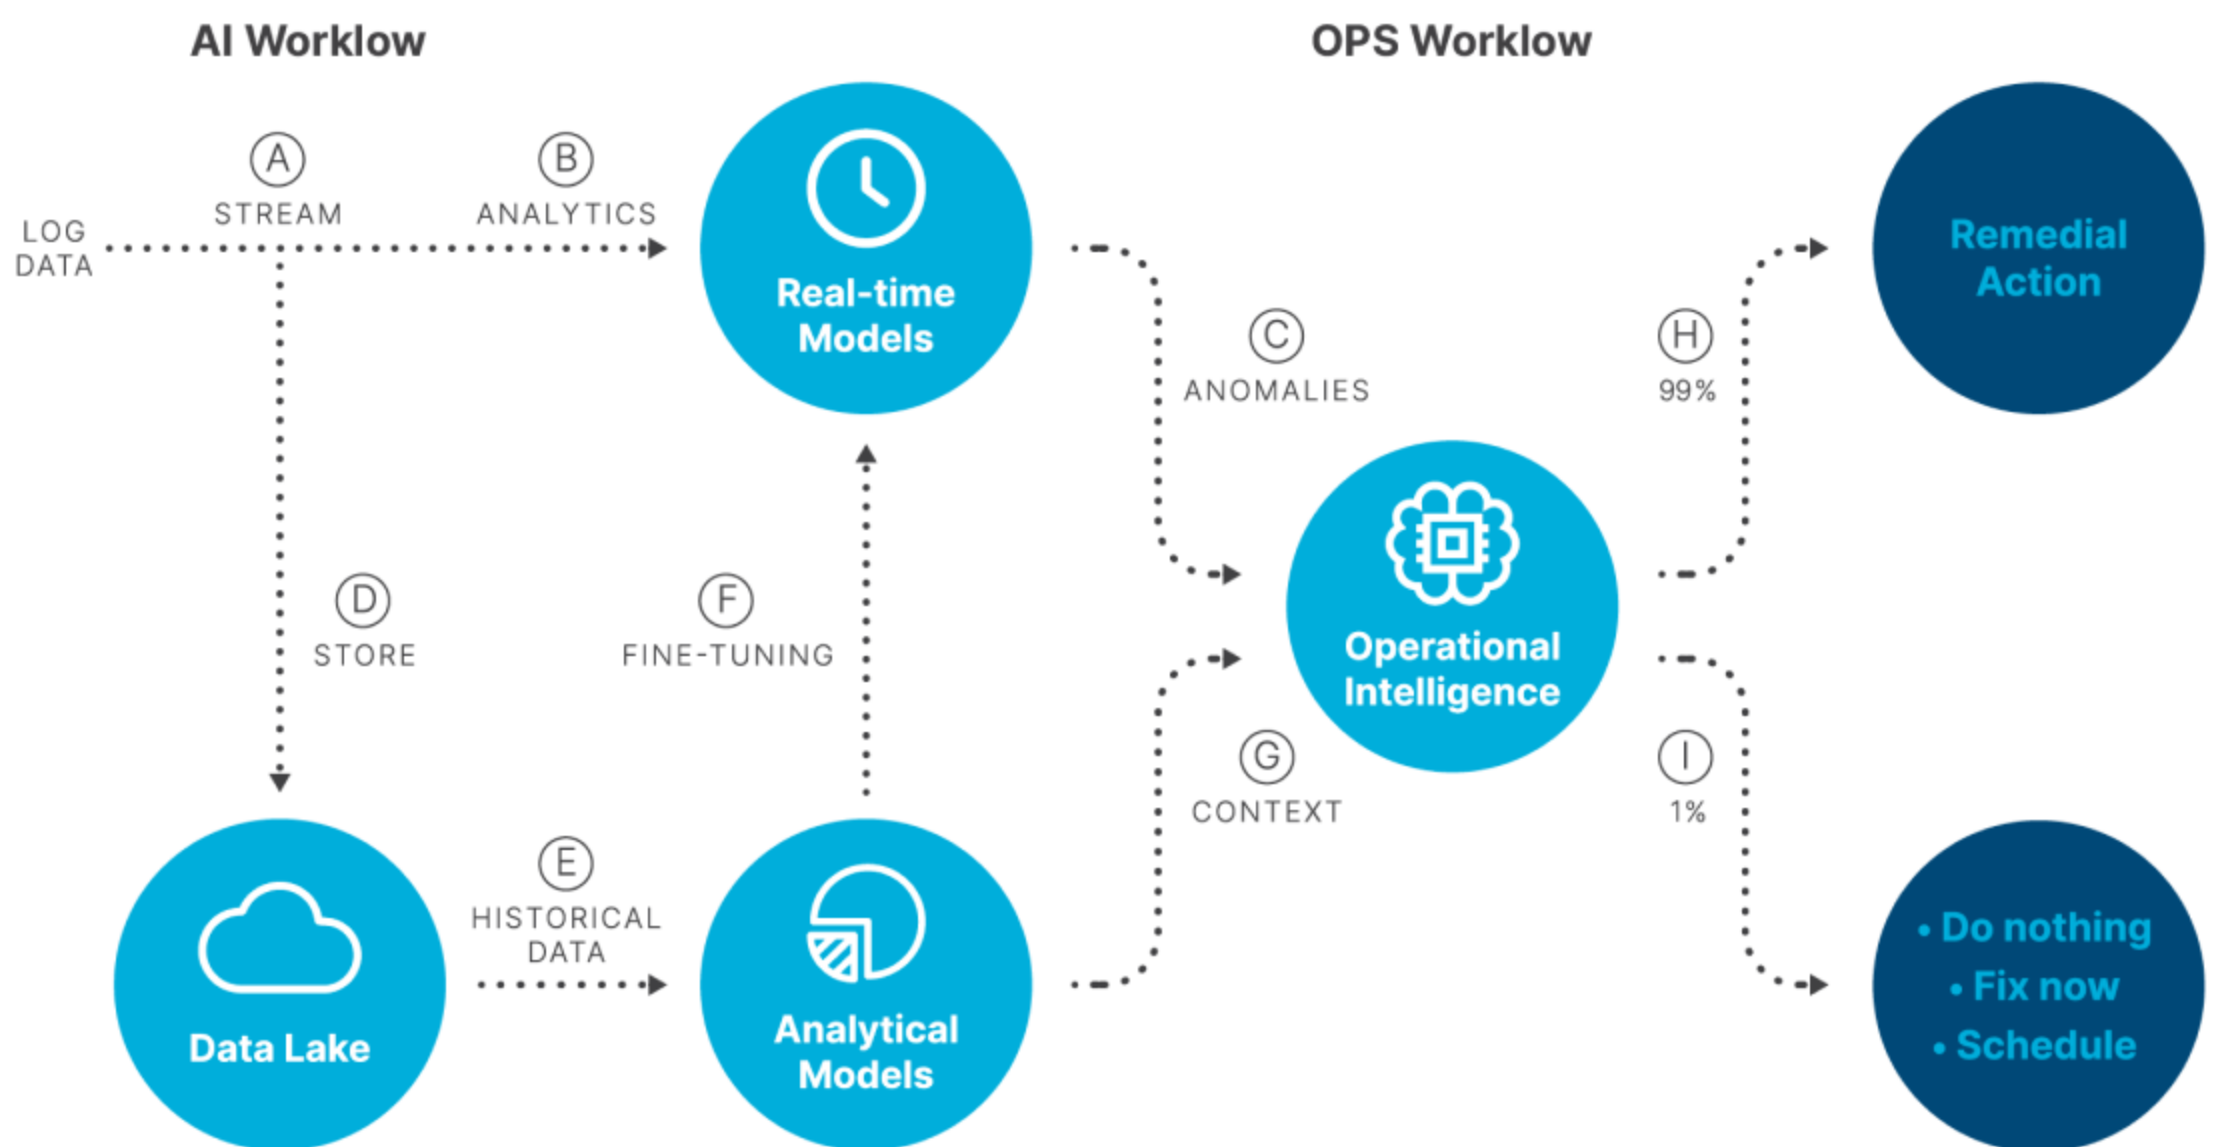 AI Worklow
OPS Worklow
A
STREAM
B
ANALYTICS
LOG
DATA
Real-time
Models
C
ANOMALIES
H
99%
Remedial
Action
D
STORE
F
FINE-TUNING
Operational
Intelligence
G
CONTEXT
I
1%
E
HISTORICAL
DATA
Data Lake
Analytical
Models
• Do nothing
• Fix now
• Schedule